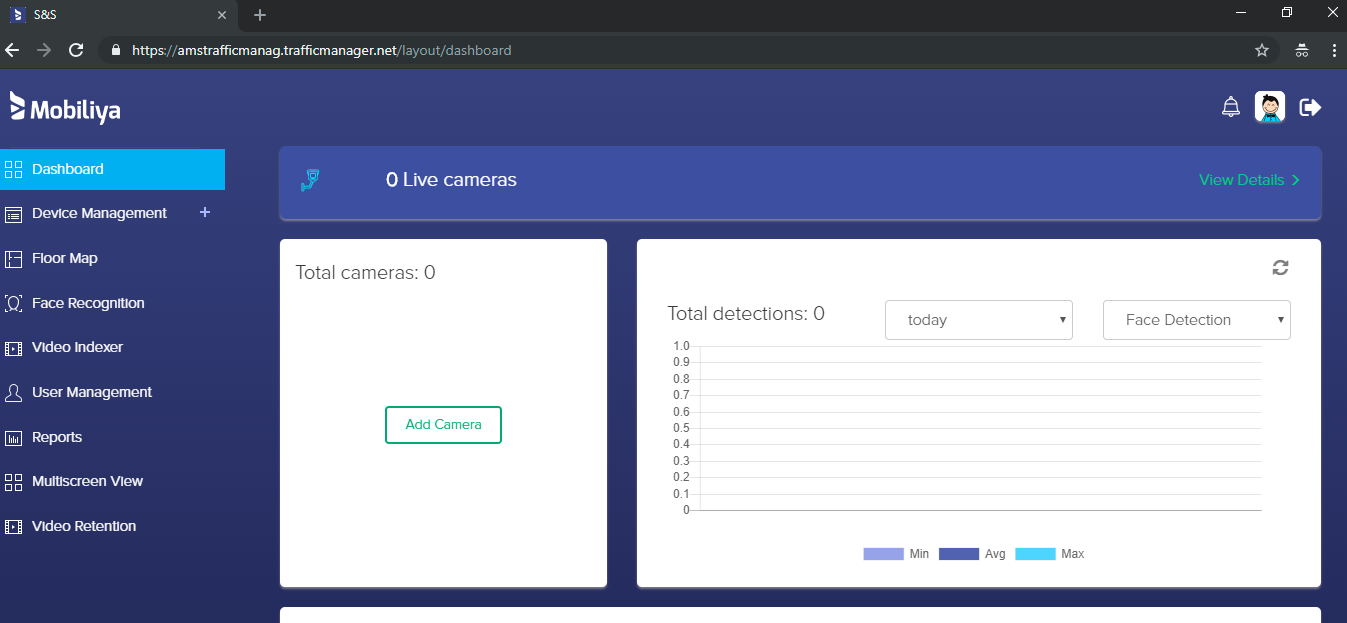 S&S
https://amstrafficmanag.trafficmanager.net/layout/dashboard
Mobiliya
Dashboard
Device Management +
Floor Map
Face Recognition
Video Indexer
User Management
Reports
Multiscreen View
Video Retention
0 Live cameras
View Details
Total cameras: 0
Add Camera
Total detections: 0
today
Face Detection
1.0
0.9
0.8
0.7
0.6
0.5
0.4
0.3
0.2
0.1
0
Min Avg Max